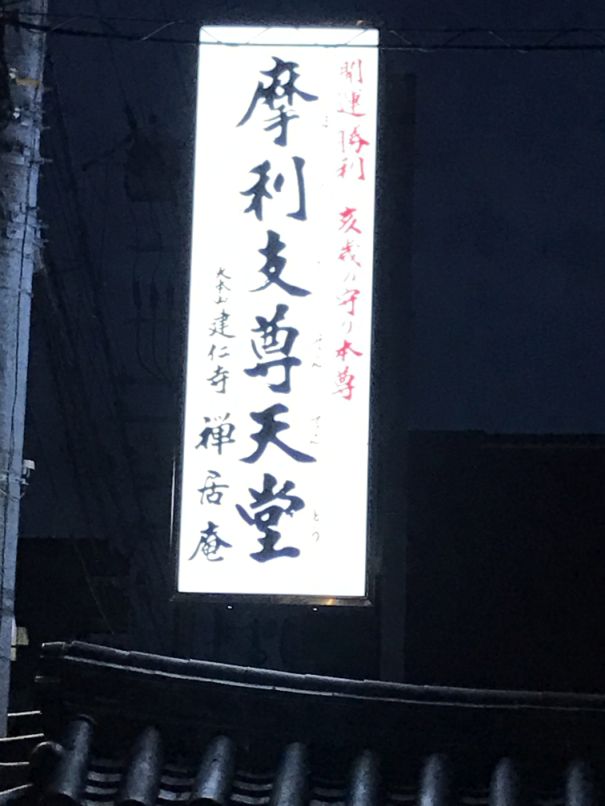 開運勝利 亥歳の守り本尊
摩利支尊天堂
大本山建仁寺 禅居庵